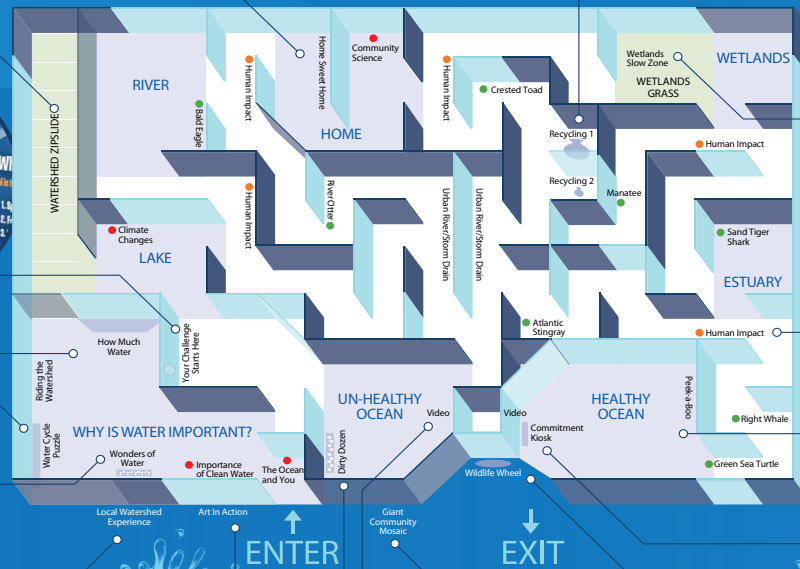 Wetlands
Slow Zone
WETLANDS
WETLANDS
GRASS
Community
Science
Home Sweet Home
Human Impact
Human Impact
Crested Toad
RIVER
Bald Eagle
HOME
Recycling 1
Human Impact
WATERSHED ZIPSLIDE
Recycling 2
Manatee
Human Impact
River Otter
Urban River/Storm Drain
Urban River/Storm Drain
Climate
Changes
Sand Tiger
Shark
LAKE
ESTUARY
Your Challenge
Starts Here
Atlantic
Stingray
Human Impact
How Much
Water
Riding the
Watershed
UN-HEALTHY
OCEAN
HEALTHY
OCEAN
Peek-a-Boo
Video
Video
Right Whale
WHY IS WATER IMPORTANT?
Commitment
Kiosk
Water Cycle
Puzzle
Wonders of
Water
Importance
of Clean Water
The Ocean
and You
Dirty Dozen
Wildlife Wheel
Green Sea Turtle
Local Watershed
Experience
Art In Action
Giant
Community
Mosaic
ENTER
EXIT